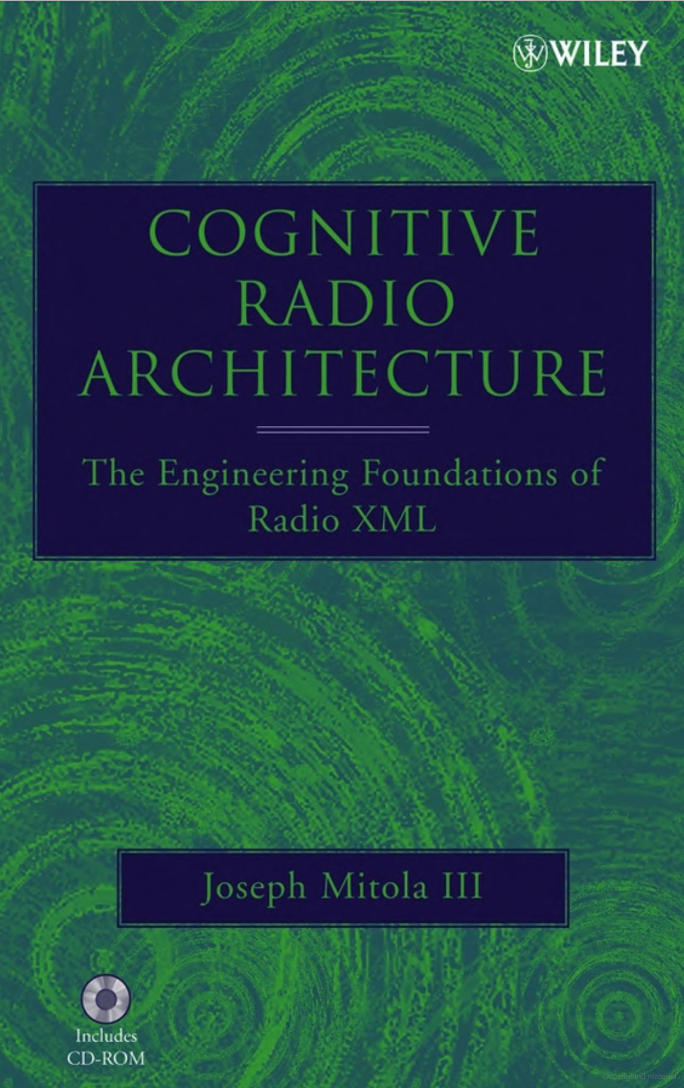 WILEY
COGNITIVE
RADIO
ARCHITECTURE
The Engineering Foundations of
Radio XML
Joseph Mitola III
Includes
CD-ROM